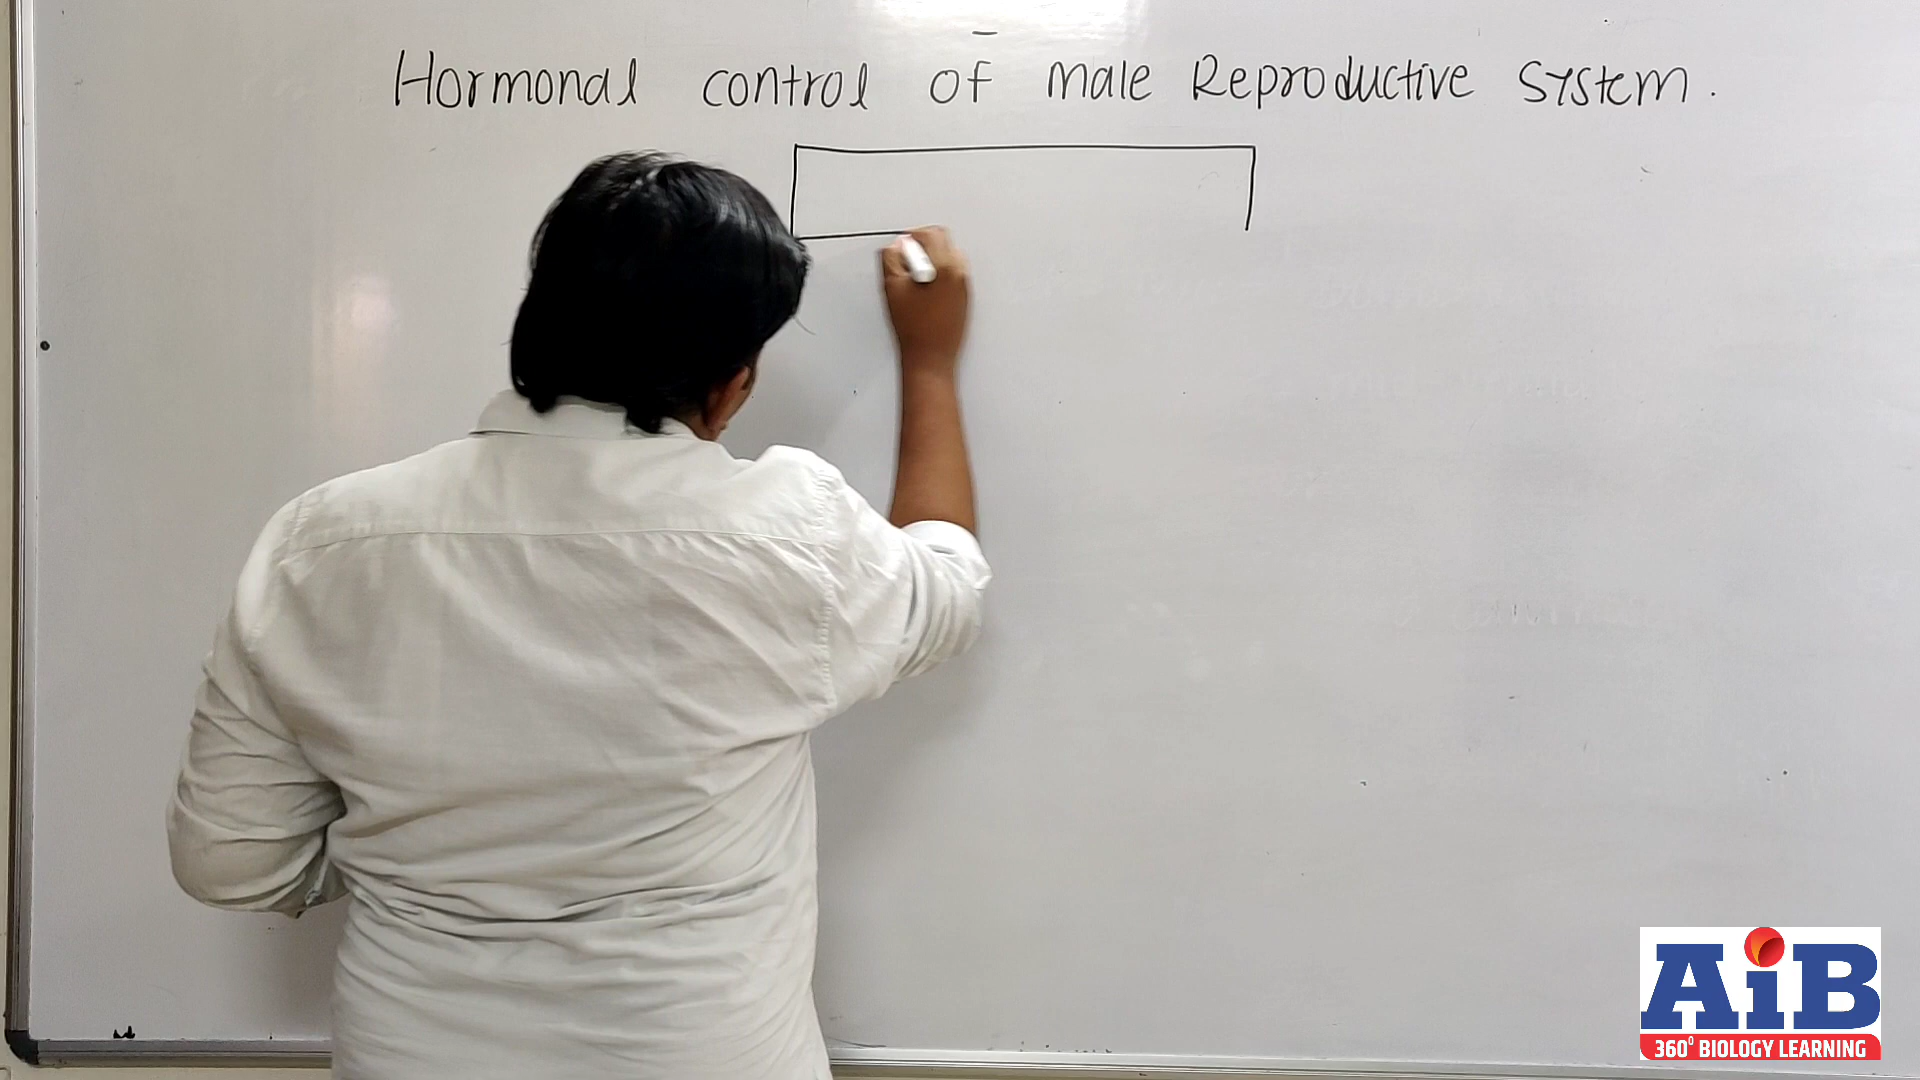 Hormonal control of male Reproductive System.
AiB
360° BIOLOGY LEARNING